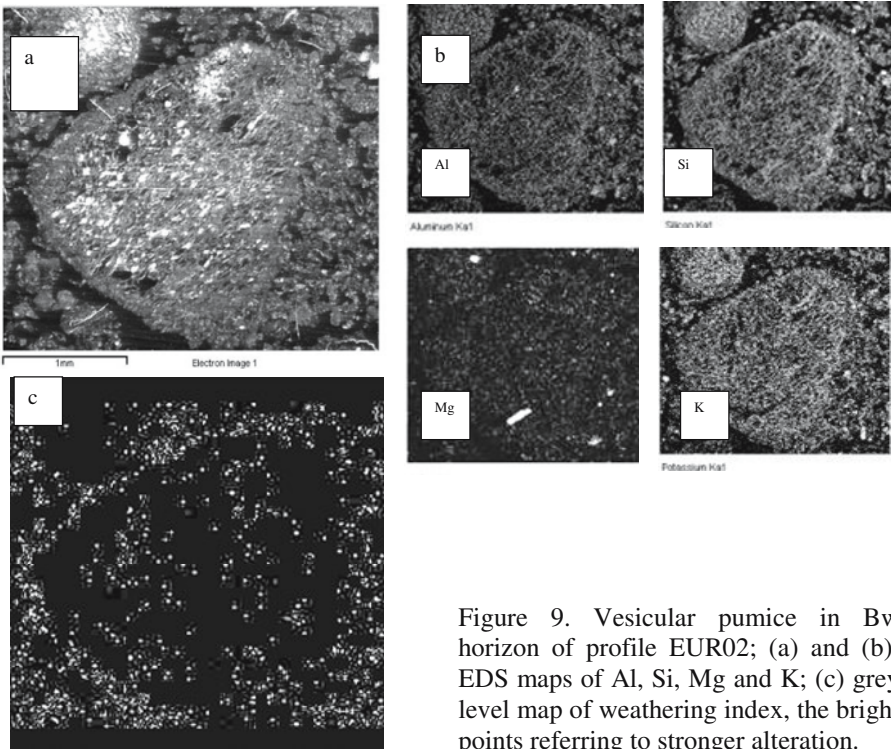 a
b
Al
Si
Aluminum Ka1
Silicon Ka1
1mm
Electron Image 1
c
Mg
K
Potassium Ka1
Figure 9. Vesicular pumice in Bw
horizon of profile EUR02; (a) and (b)
EDS maps of Al, Si, Mg and K; (c) grey
level map of weathering index, the bright
points referring to stronger alteration.